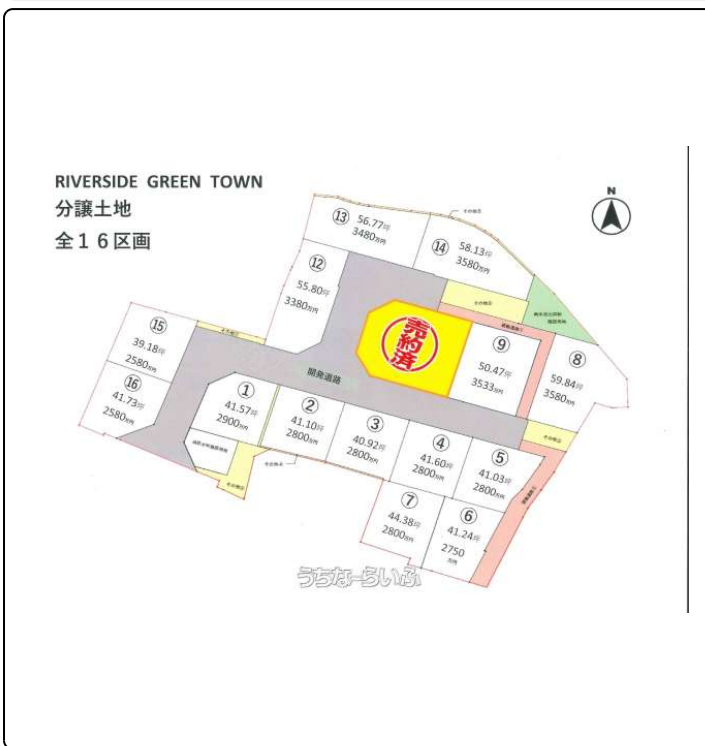 RIVERSIDE GREEN TOWN
分譲土地
全16区画
N
⑬
56.77坪
3480万円
⑭
58.13坪
3580万円
⑫
55.80坪
3380万円
⑮
39.18坪
2580万円
⑯
41.73坪
2580万円
売約済
⑨
50.47坪
3533万円
⑧
59.84坪
3580万円
開発道路
①
41.57坪
2900万円
②
41.10坪
2800万円
③
40.92坪
2800万円
④
41.60坪
2800万円
⑤
41.03坪
2800万円
⑦
44.38坪
2800万円
⑥
41.24坪
2750
万円
うちなーらいふ